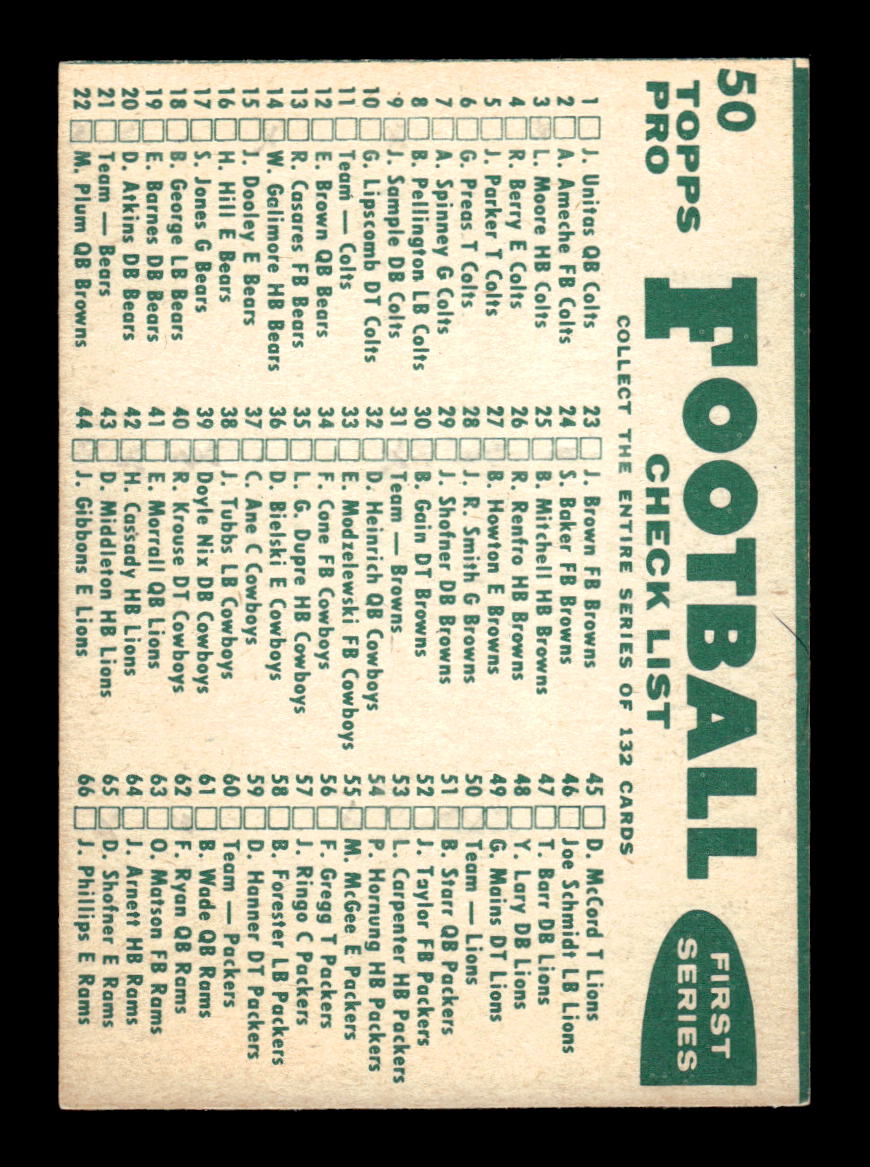 50
TOPPS PRO
FOOTBALL
CHECK LIST
FIRST SERIES
COLLECT THE ENTIRE SERIES OF 132 CARDS
1 J. Unitas QB Colts
2 A. Ameche FB Colts
3 L. Moore HB Colts
4 R. Berry E Colts
5 J. Parker T Colts
6 G. Preas T Colts
7 A. Spinney G Colts
8 B. Pellington LB Colts
9 J. Sample DB Colts
10 G. Lipscomb DT Colts
11 Team — Colts
12 E. Brown QB Bears
13 R. Casares FB Bears
14 W. Galimore HB Bears
15 J. Dooley E Bears
16 H. Hill E Bears
17 S. Jones G Bears
18 B. George LB Bears
19 E. Barnes DB Bears
20 D. Atkins DB Bears
21 Team — Bears
22 M. Plum QB Browns
23 J. Brown FB Browns
24 S. Baker FB Browns
25 B. Mitchell HB Browns
26 R. Renfro HB Browns
27 B. Howton E Browns
28 J. R. Smith G Browns
29 J. Shofner DB Browns
30 B. Gain DT Browns
31 Team — Browns
32 D. Heinrich QB Cowboys
33 E. Modzelewski FB Cowboys
34 F. Cone FB Cowboys
35 L. G. Dupre HB Cowboys
36 D. Bielski E Cowboys
37 C. Ane C Cowboys
38 J. Tubbs LB Cowboys
39 Doyle Nix DB Cowboys
40 R. Krouse DT Cowboys
41 E. Morrall QB Lions
42 H. Cassady HB Lions
43 D. Middleton HB Lions
44 J. Gibbons E Lions
45 D. McCord T Lions
46 Joe Schmidt LB Lions
47 T. Barr DB Lions
48 Y. Lary DB Lions
49 G. Mains DT Lions
50 Team — Lions
51 B. Starr QB Packers
52 J. Taylor FB Packers
53 L. Carpenter HB Packers
54 P. Hornung HB Packers
55 M. McGee E Packers
56 F. Gregg T Packers
57 J. Ringo C Packers
58 B. Forester LB Packers
59 D. Hanner DT Packers
60 Team — Packers
61 B. Wade QB Rams
62 F. Ryan QB Rams
63 O. Matson FB Rams
64 J. Arnett HB Rams
65 D. Shofner E Rams
66 J. Phillips E Rams